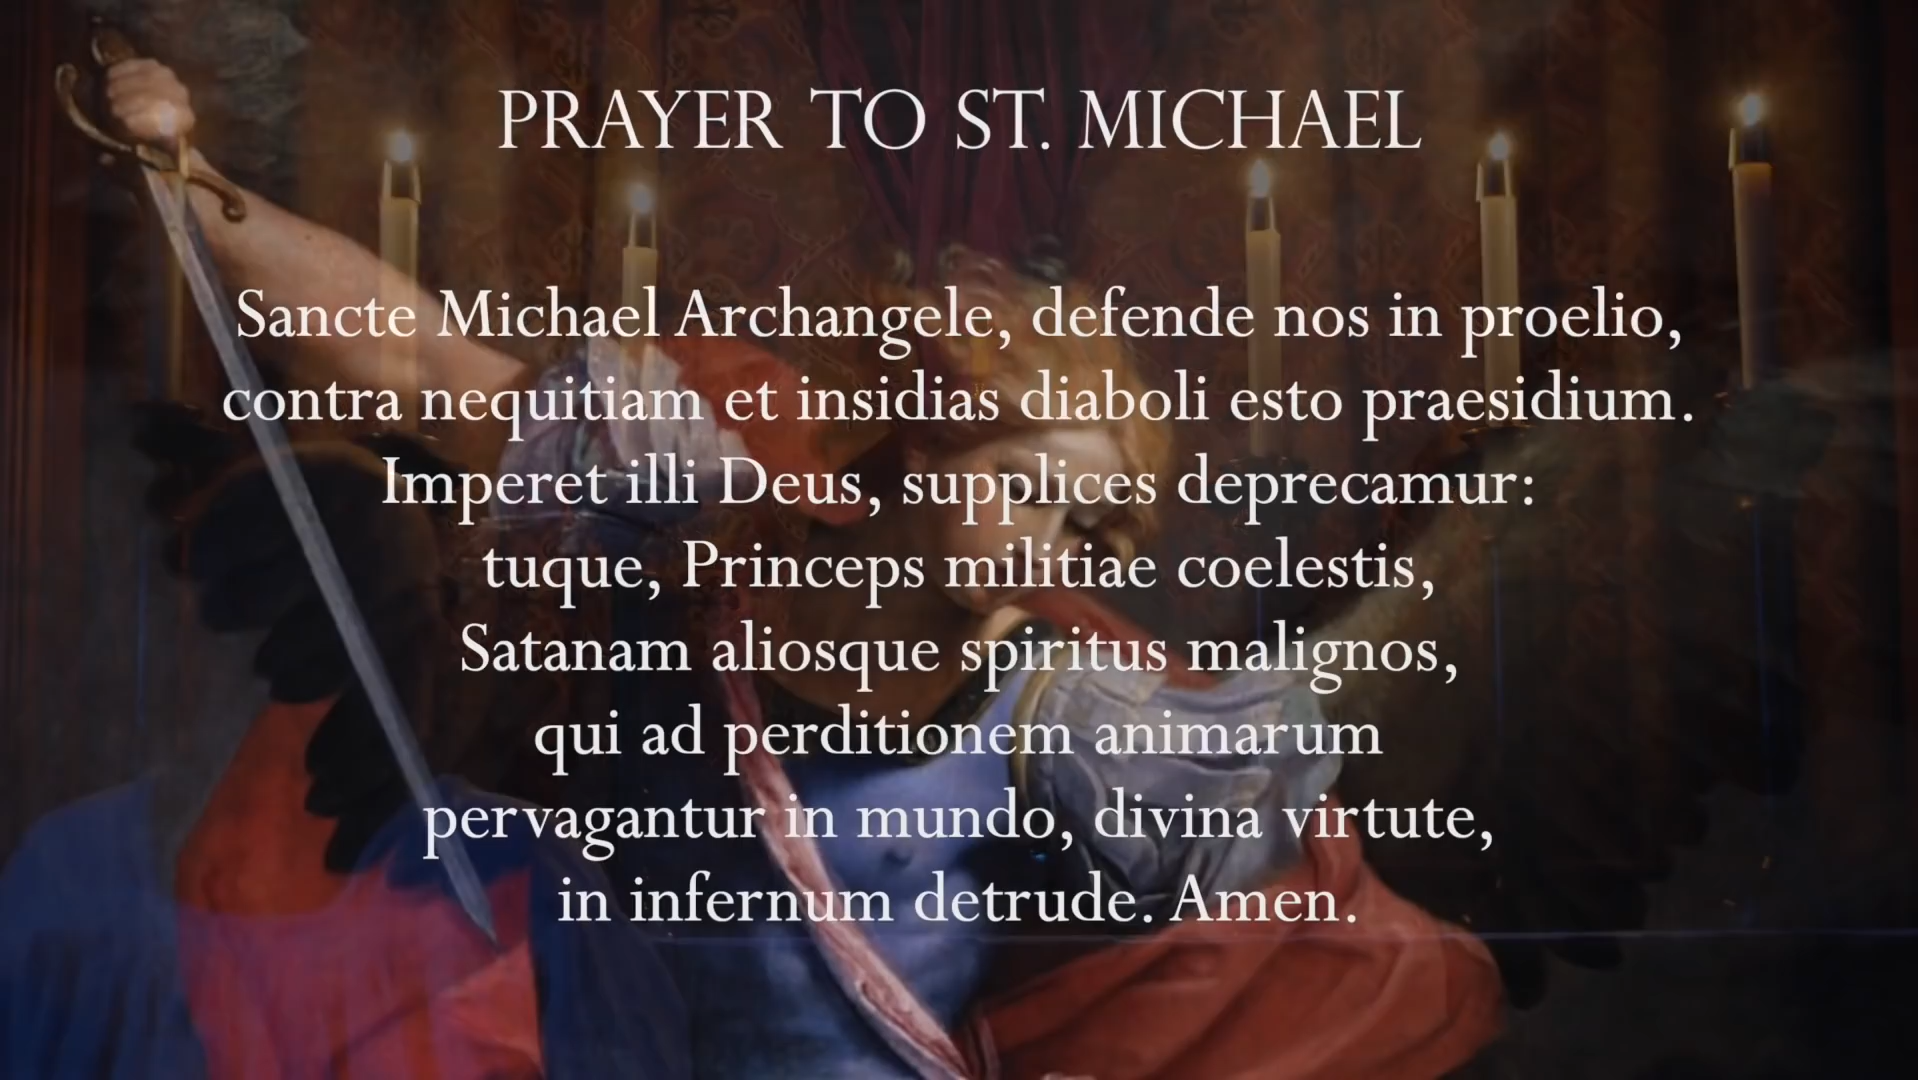 PRAYER TO ST. MICHAEL
Sancte Michael Archangele, defende nos in proelio,
contra nequitiam et insidias diaboli esto praesidium.
Imperet illi Deus, supplices deprecamur:
tuque, Princeps militiae coelestis,
Satanam aliosque spiritus malignos,
qui ad perditionem animarum
pervagantur in mundo, divina virtute,
in infernum detrude. Amen.